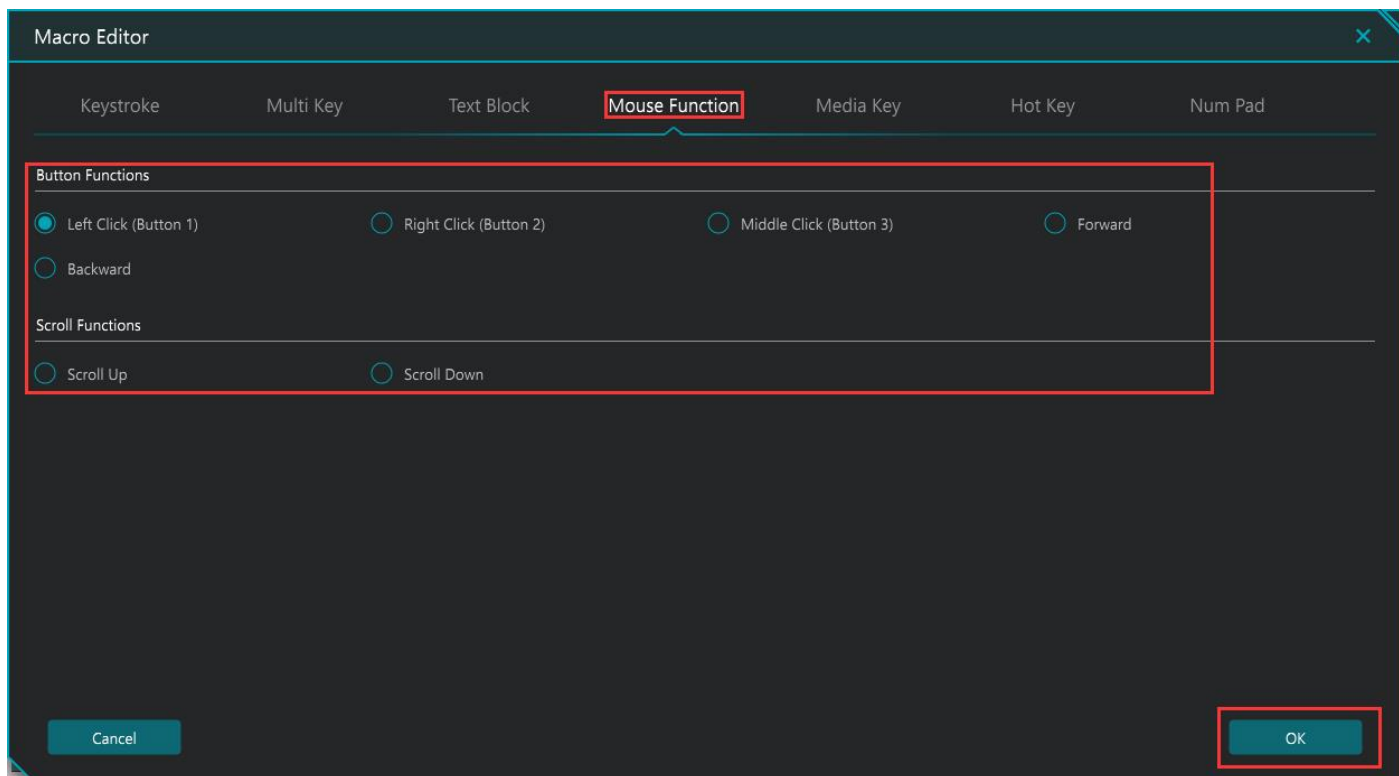 Macro Editor
Keystroke Multi Key Text Block Mouse Function Media Key Hot Key Num Pad
Button Functions
Left Click (Button 1) Right Click (Button 2) Middle Click (Button 3) Forward
Backward
Scroll Functions
Scroll Up Scroll Down
Cancel OK